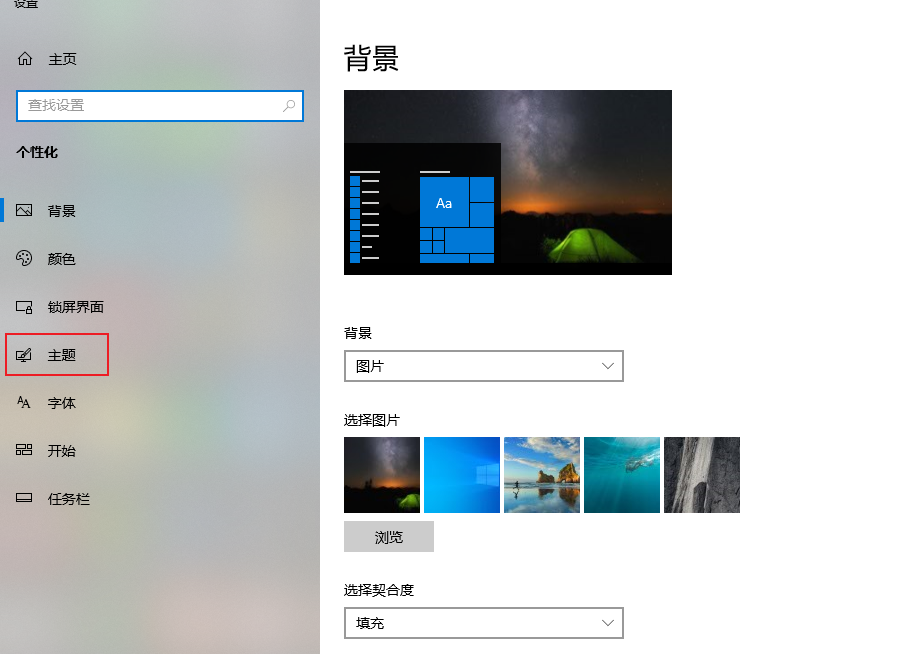 设置
主页
查找设置
个性化
背景
颜色
锁屏界面
主题
字体
开始
任务栏
背景
Aa
背景
图片
选择图片
浏览
选择契合度
填充